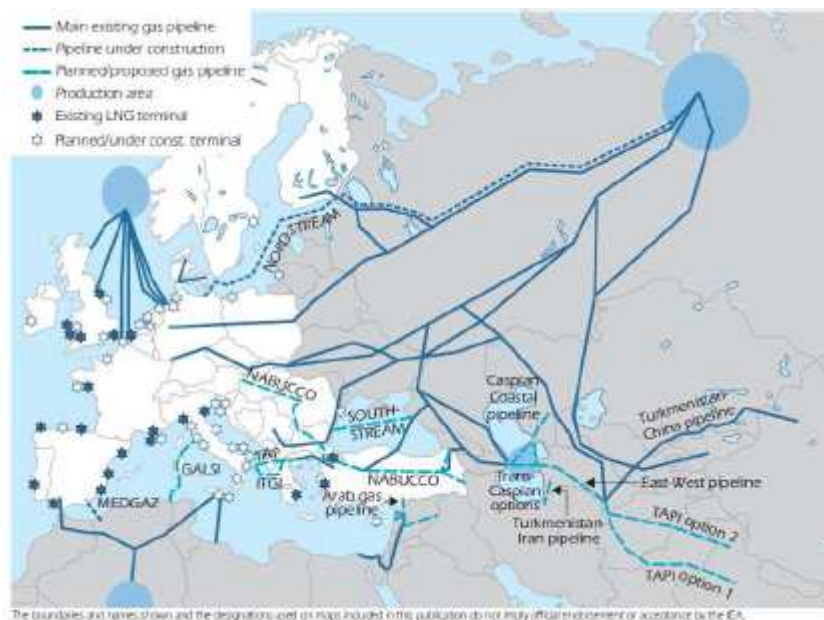 Main existing gas pipeline
Pipeline under construction
Planned/proposed gas pipeline
Production area
Existing LNG terminal
Planned/under const. terminal
NORD STREAM
NABUCCO
SOUTH-
STREAM
Caspian
Coastal
pipeline
Turkmenistan-
China pipeline
TAP
ITGI
GALSI
MEDGAZ
NABUCCO
Arab gas
pipeline
Trans-
Caspian
options
East-West pipeline
Turkmenistan-
Iran pipeline
TAPI option 2
TAPI option 1
The boundaries and names shown and the designations used on maps included in this publication do not imply official endorsement or acceptance by the IEA.